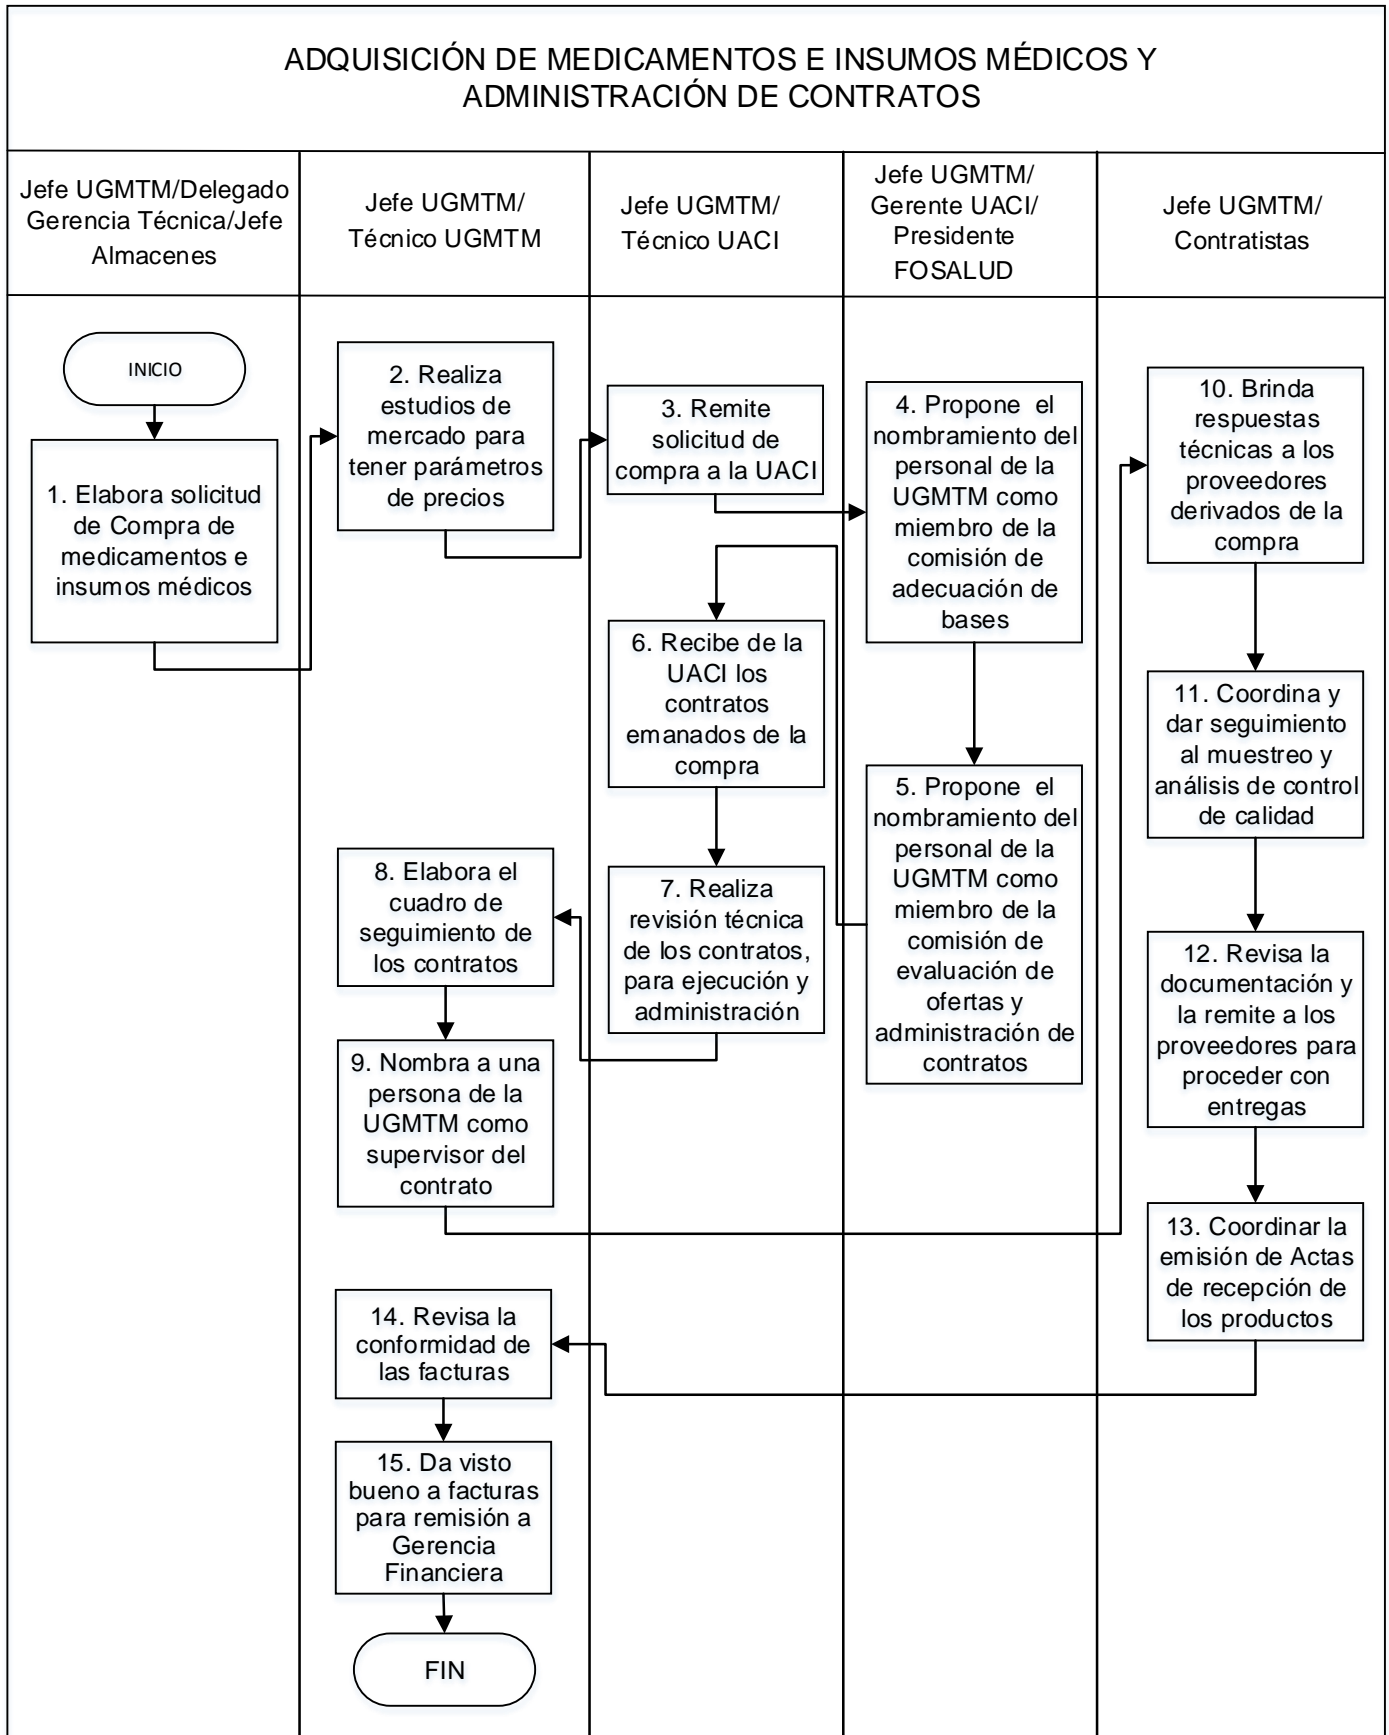 ADQUISICIÓN DE MEDICAMENTOS E INSUMOS MÉDICOS Y
ADMINISTRACIÓN DE CONTRATOS
Jefe UGMTM/Delegado
Gerencia Técnica/Jefe
Almacenes
Jefe UGMTM/
Técnico UGMTM
Jefe UGMTM/
Técnico UACI
Jefe UGMTM/
Gerente UACI/
Presidente
FOSALUD
Jefe UGMTM/
Contratistas
INICIO
1. Elabora solicitud
de Compra de
medicamentos e
insumos médicos
2. Realiza
estudios de
mercado para
tener parámetros
de precios
3. Remite
solicitud de
compra a la UACI
4. Propone el
nombramiento del
personal de la
UGMTM como
miembro de la
comisión de
adecuación de
bases
5. Propone el
nombramiento del
personal de la
UGMTM como
miembro de la
comisión de
evaluación de
ofertas y
administración de
contratos
6. Recibe de la
UACI los
contratos
emanados de la
compra
7. Realiza
revisión técnica
de los contratos,
para ejecución y
administración
8. Elabora el
cuadro de
seguimiento de
los contratos
9. Nombra a una
persona de la
UGMTM como
supervisor del
contrato
10. Brinda
respuestas
técnicas a los
proveedores
derivados de la
compra
11. Coordina y
dar seguimiento
al muestreo y
análisis de control
de calidad
12. Revisa la
documentación y
la remite a los
proveedores para
proceder con
entregas
13. Coordinar la
emisión de Actas
de recepción de
los productos
14. Revisa la
conformidad de
las facturas
15. Da visto
bueno a facturas
para remisión a
Gerencia
Financiera
FIN